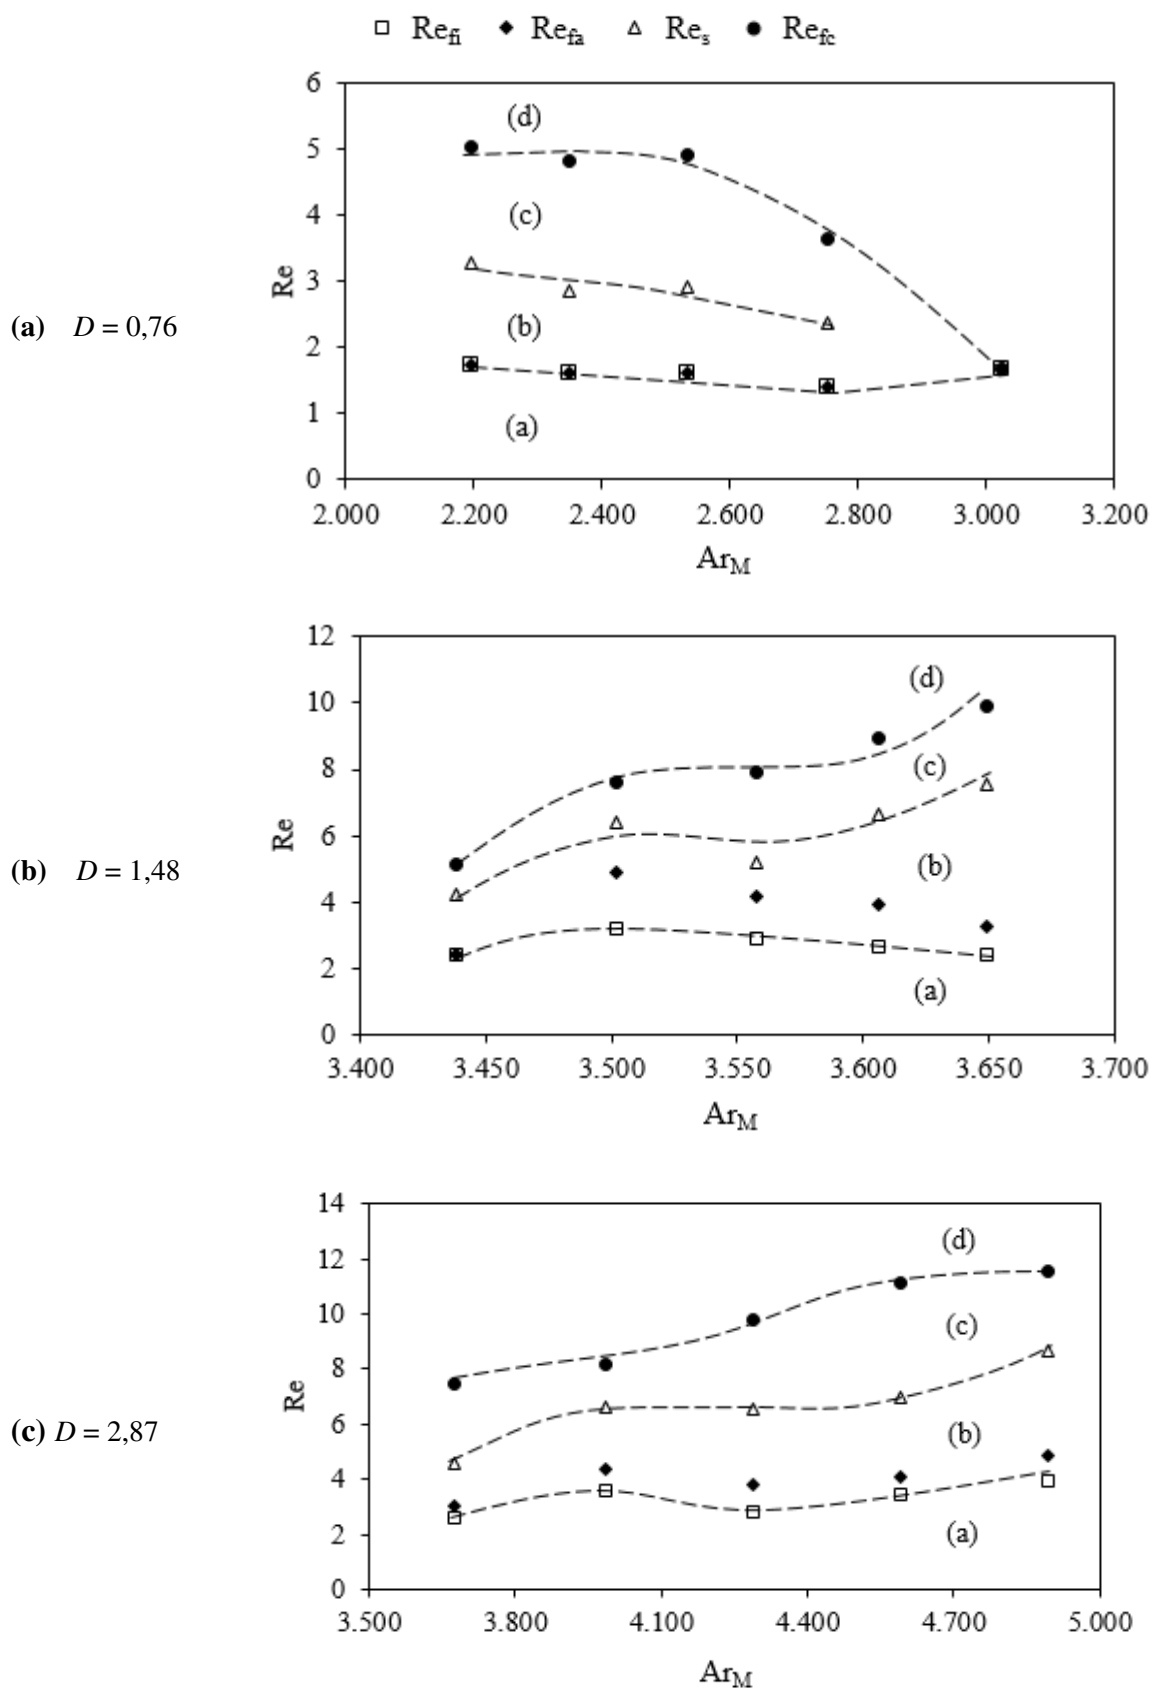 Re_fi Re_fa Re_s Re_fc
6
(d)
5
(c)
4
Re
3
(a) D = 0,76
(b)
2
1
(a)
0
2.000 2.200 2.400 2.600 2.800 3.000 3.200
Ar_M
12
(d)
10
(c)
8
Re
6
(b) D = 1,48
(b)
4
2
(a)
0
3.400 3.450 3.500 3.550 3.600 3.650 3.700
Ar_M
14
(d)
12
10
(c)
8
Re
6
(c) D = 2,87
(b)
4
2
(a)
0
3.500 3.800 4.100 4.400 4.700 5.000
Ar_M